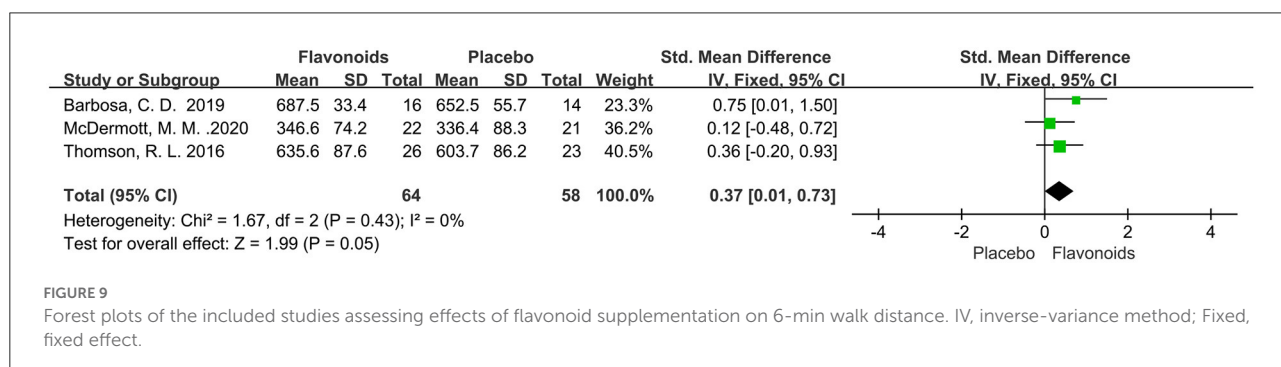 Flavonoids Placebo Std. Mean Difference Std. Mean Difference
Study or Subgroup Mean SD Total Mean SD Total Weight IV, Fixed, 95% CI IV, Fixed, 95% CI
Barbosa, C. D. 2019 687.5 33.4 16 652.5 55.7 14 23.3% 0.75 [0.01, 1.50]
McDermott, M. M. .2020 346.6 74.2 22 336.4 88.3 21 36.2% 0.12 [-0.48, 0.72]
Thomson, R. L. 2016 635.6 87.6 26 603.7 86.2 23 40.5% 0.36 [-0.20, 0.93]
Total (95% CI) 64 58 100.0% 0.37 [0.01, 0.73]
Heterogeneity: Chi² = 1.67, df = 2 (P = 0.43); I² = 0%
Test for overall effect: Z = 1.99 (P = 0.05)
-4 -2 0 2 4
Placebo Flavonoids
FIGURE 9
Forest plots of the included studies assessing effects of flavonoid supplementation on 6-min walk distance. IV, inverse-variance method; Fixed,
fixed effect.